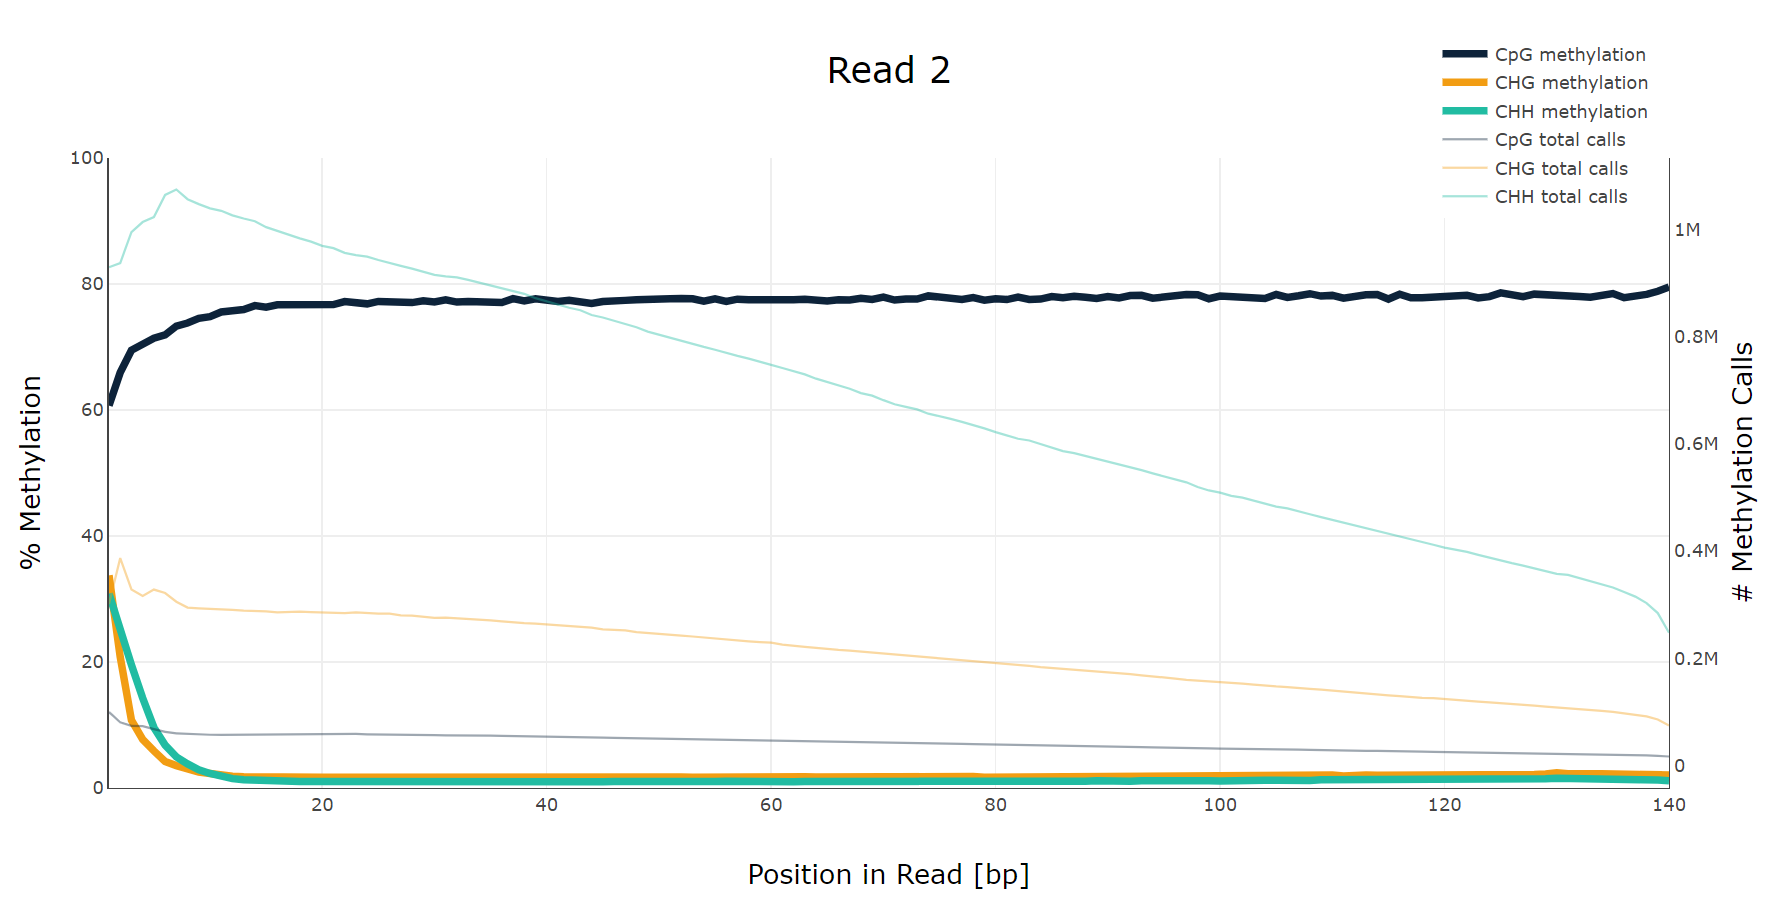 Read 2
CpG methylation
CHG methylation
CHH methylation
CpG total calls
CHG total calls
CHH total calls
% Methylation
100
80
60
40
20
0
1M
0.8M
0.6M
0.4M
0.2M
0
# Methylation Calls
20 40 60 80 100 120 140
Position in Read [bp]